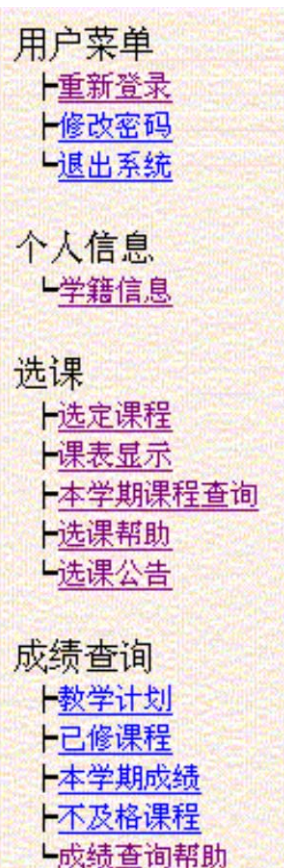 用户菜单
重新登录
修改密码
退出系统
个人信息
学籍信息
选课
选定课程
课表显示
本学期课程查询
选课帮助
选课公告
成绩查询
教学计划
已修课程
本学期成绩
不及格课程
成绩查询帮助